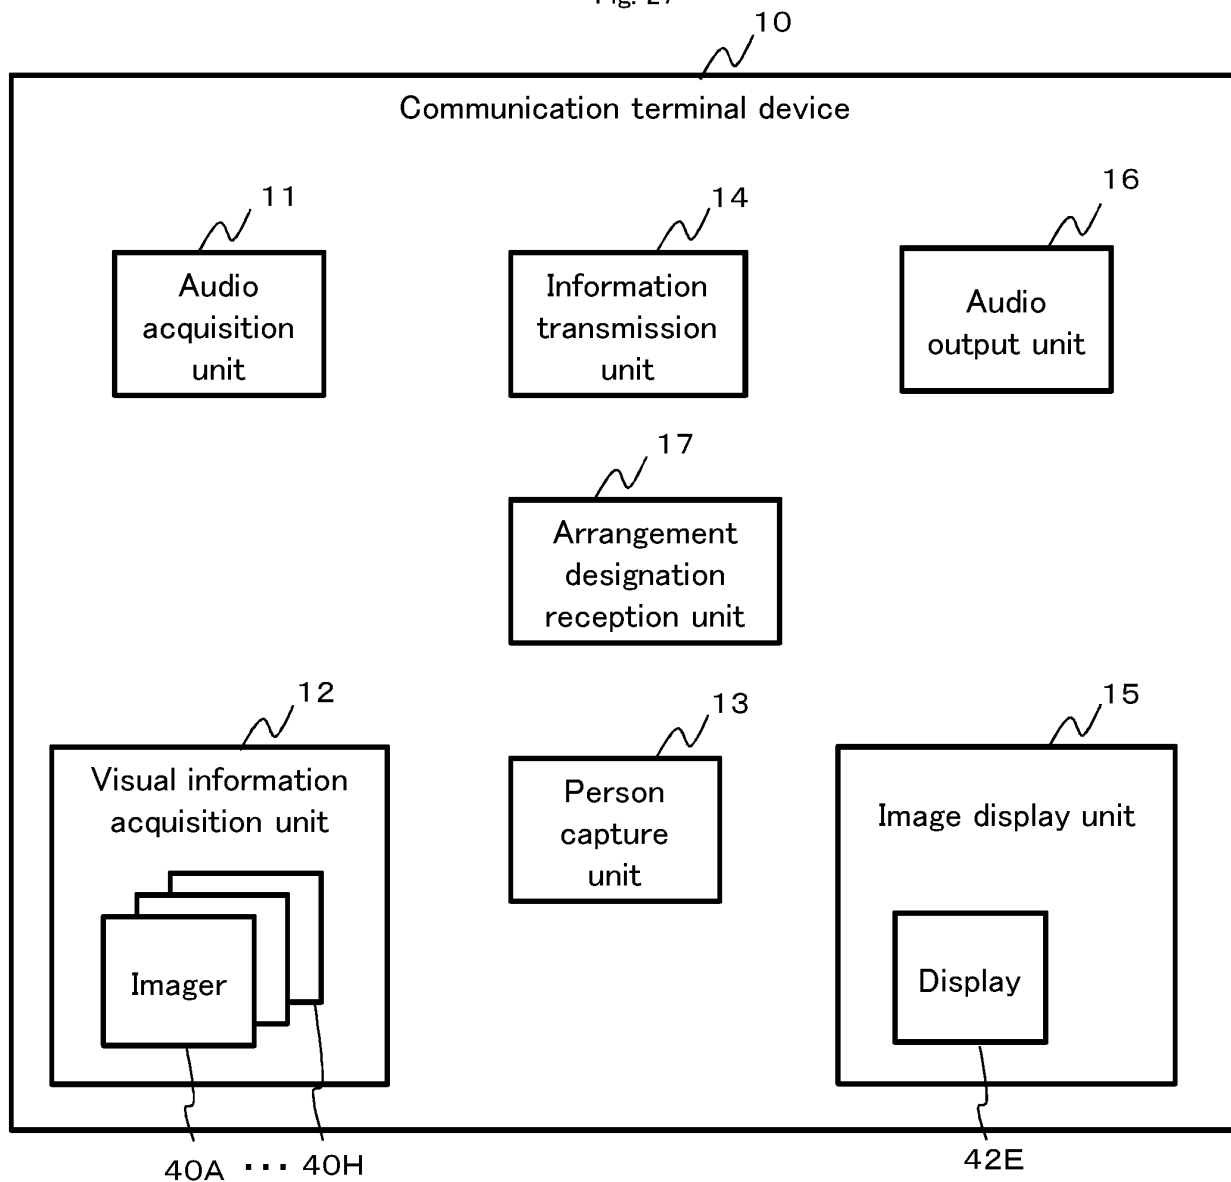 10
Communication terminal device
11
14
16
Audio
acquisition
unit
Information
transmission
unit
Audio
output unit
17
Arrangement
designation
reception unit
12
13
15
Visual information
acquisition unit
Person
capture
unit
Image display unit
Imager
Display
40A ··· 40H
42E